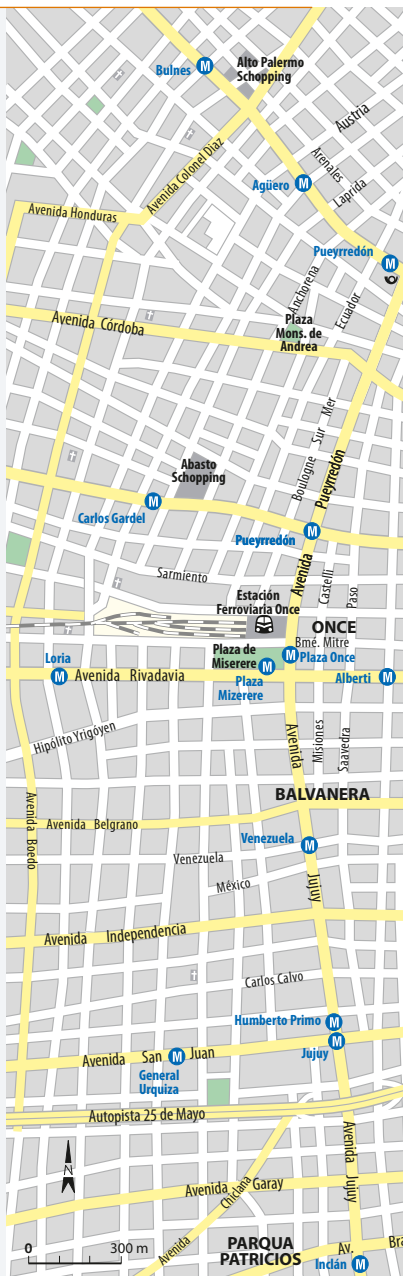 Bulnes
M
Alto Palermo
Schopping
Austria
Avenida Colonel Diaz
Arenales
Agüero
M
Laprida
Avenida Honduras
Pueyrredón
M
Anchorena
Ecuador
Plaza
Mons. de
Andrea
Avenida Córdoba
Boulogne Sur Mer
Avenida Pueyrredón
Abasto
Schopping
M
Carlos Gardel
M
Pueyrredón
Sarmiento
Castelli
Paso
Estación
Ferroviaria Once
ONCE
Bmé. Mitre
Plaza de
Miserere
M
M
Plaza Once
Plaza
Mizerere
Loria
M
Avenida Rivadavia
Alberti
M
Hipólito Yrigóyen
Misiones
Saavedra
Avenida Jujuy
BALVANERA
Avenida Boedo
Avenida Belgrano
Venezuela
M
Venezuela
México
Avenida Independencia
Carlos Calvo
Humberto Primo
M
M
Jujúy
Avenida San Juan
M
General
Urquiza
Autopista 25 de Mayo
Avenida Jujuy
N
Avenida Garay
Avenida Chiclana
0 300 m
PARQUA
PATRICIOS
Av. Bra
M
Inclán